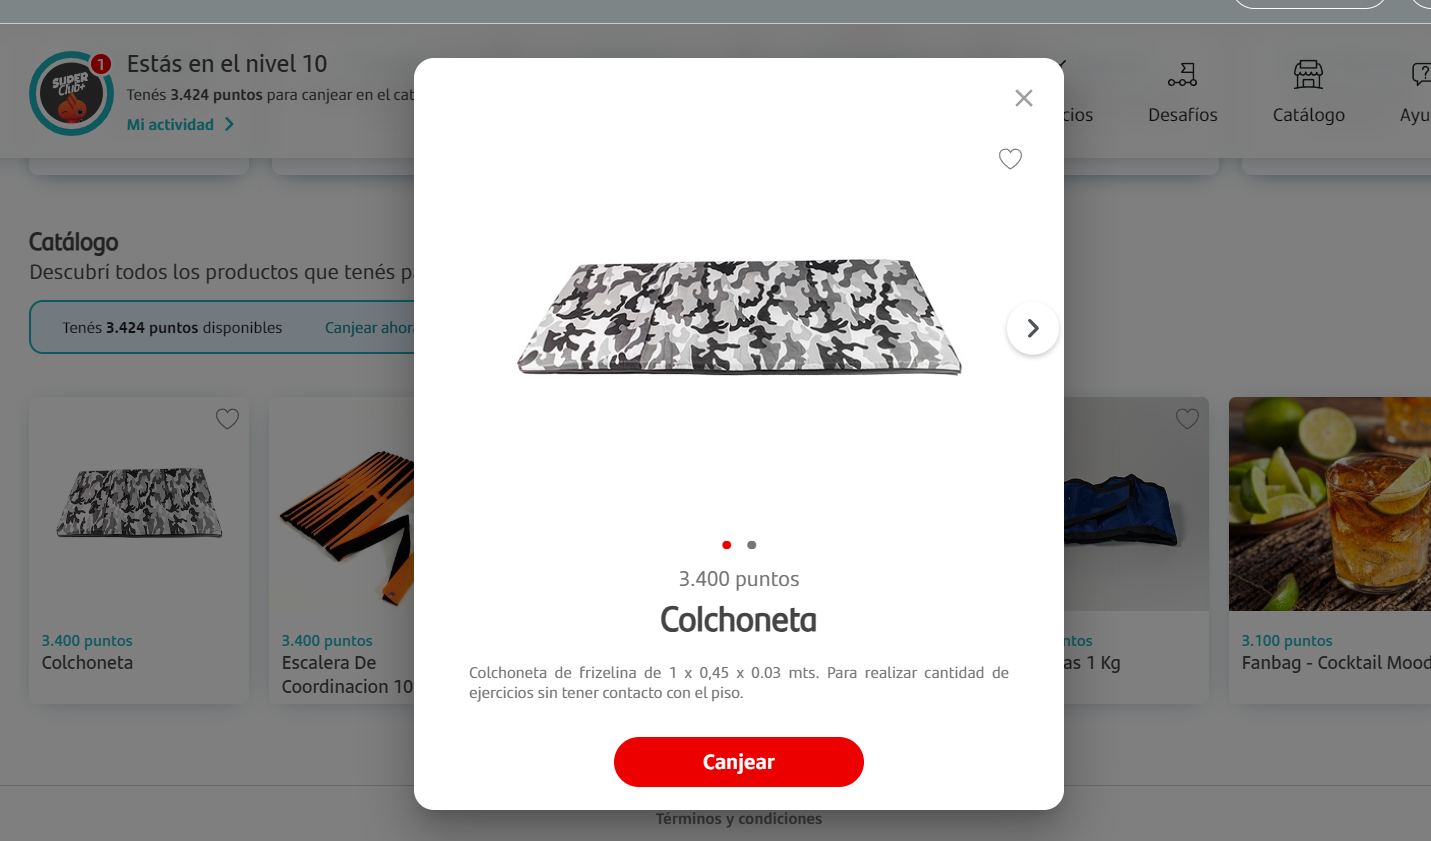 SUPER
Club+
1
Estás en el nivel 10
Tenés 3.424 puntos para canjear en el cat
Mi actividad
cios
Desafíos
Catálogo
Ayu
Catálogo
Descubrí todos los productos que tenés pa
Tenés 3.424 puntos disponibles
Canjear ahora
3.400 puntos
Colchoneta
3.400 puntos
Escalera De
Coordinacion 10
3.400 puntos
Colchoneta
Colchoneta de frizelina de 1 x 0,45 x 0.03 mts. Para realizar cantidad de
ejercicios sin tener contacto con el piso.
Canjear
ntos
as 1 Kg
3.100 puntos
Fanbag - Cocktail Mood
Términos y condiciones